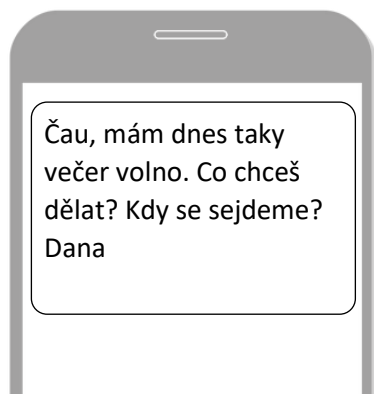 Čau, mám dnes taky
večer volno. Co chceš
dělat? Kdy se sejdeme?
Dana